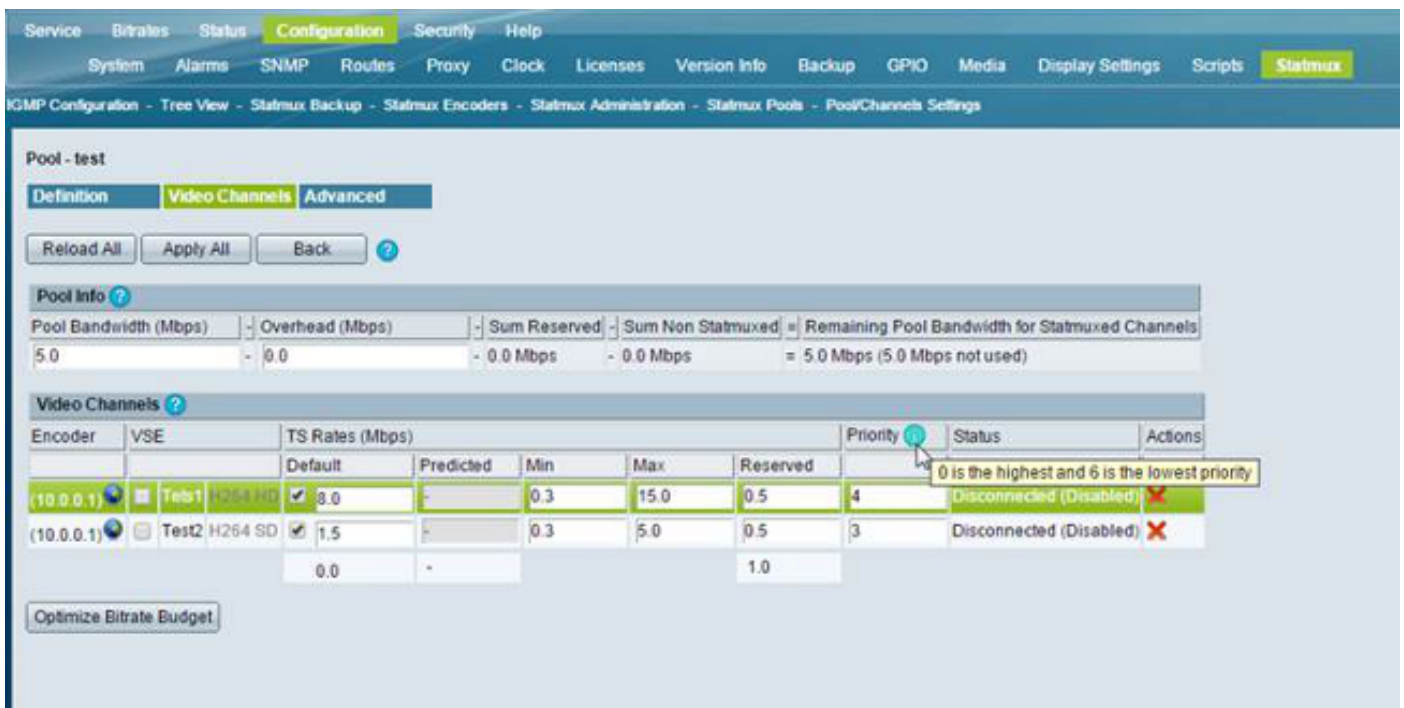 Service Bitrates Status Configuration Security Help
System Alarms SNMP Routes Proxy Clock Licenses Version Info Backup GPIO Media Display Settings Scripts Statmux
IGMP Configuration - Tree View - Statmux Backup - Statmux Encoders - Statmux Administration - Statmux Pools - Pool/Channels Settings
Pool - test
Definition Video Channels Advanced
Reload All Apply All Back ?
Pool Info ?
Pool Bandwidth (Mbps) - Overhead (Mbps) - Sum Reserved - Sum Non Statmuxed = Remaining Pool Bandwidth for Statmuxed Channels
5.0 - 0.0 - 0.0 Mbps - 0.0 Mbps = 5.0 Mbps (5.0 Mbps not used)
Video Channels ?
Encoder VSE TS Rates (Mbps) Priority Status Actions
Default Predicted Min Max Reserved
0 is the highest and 6 is the lowest priority
(10.0.0.1) Tets1 H264 HD 8.0 - 0.3 15.0 0.5 4 Disconnected (Disabled)
(10.0.0.1) Test2 H264 SD 1.5 - 0.3 5.0 0.5 3 Disconnected (Disabled)
0.0 - 1.0
Optimize Bitrate Budget